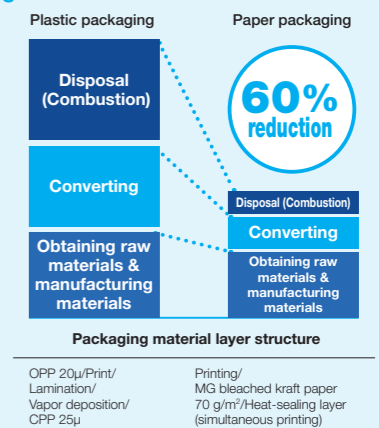 Plastic packaging
Paper packaging
Disposal
(Combustion)
Converting
Obtaining raw
materials &
manufacturing
materials
60%
reduction
Disposal (Combustion)
Converting
Obtaining raw
materials &
manufacturing
materials
Packaging material layer structure
OPP 20μ/Print/
Lamination/
Vapor deposition/
CPP 25μ
Printing/
MG bleached kraft paper
70 g/m²/Heat-sealing layer
(simultaneous printing)